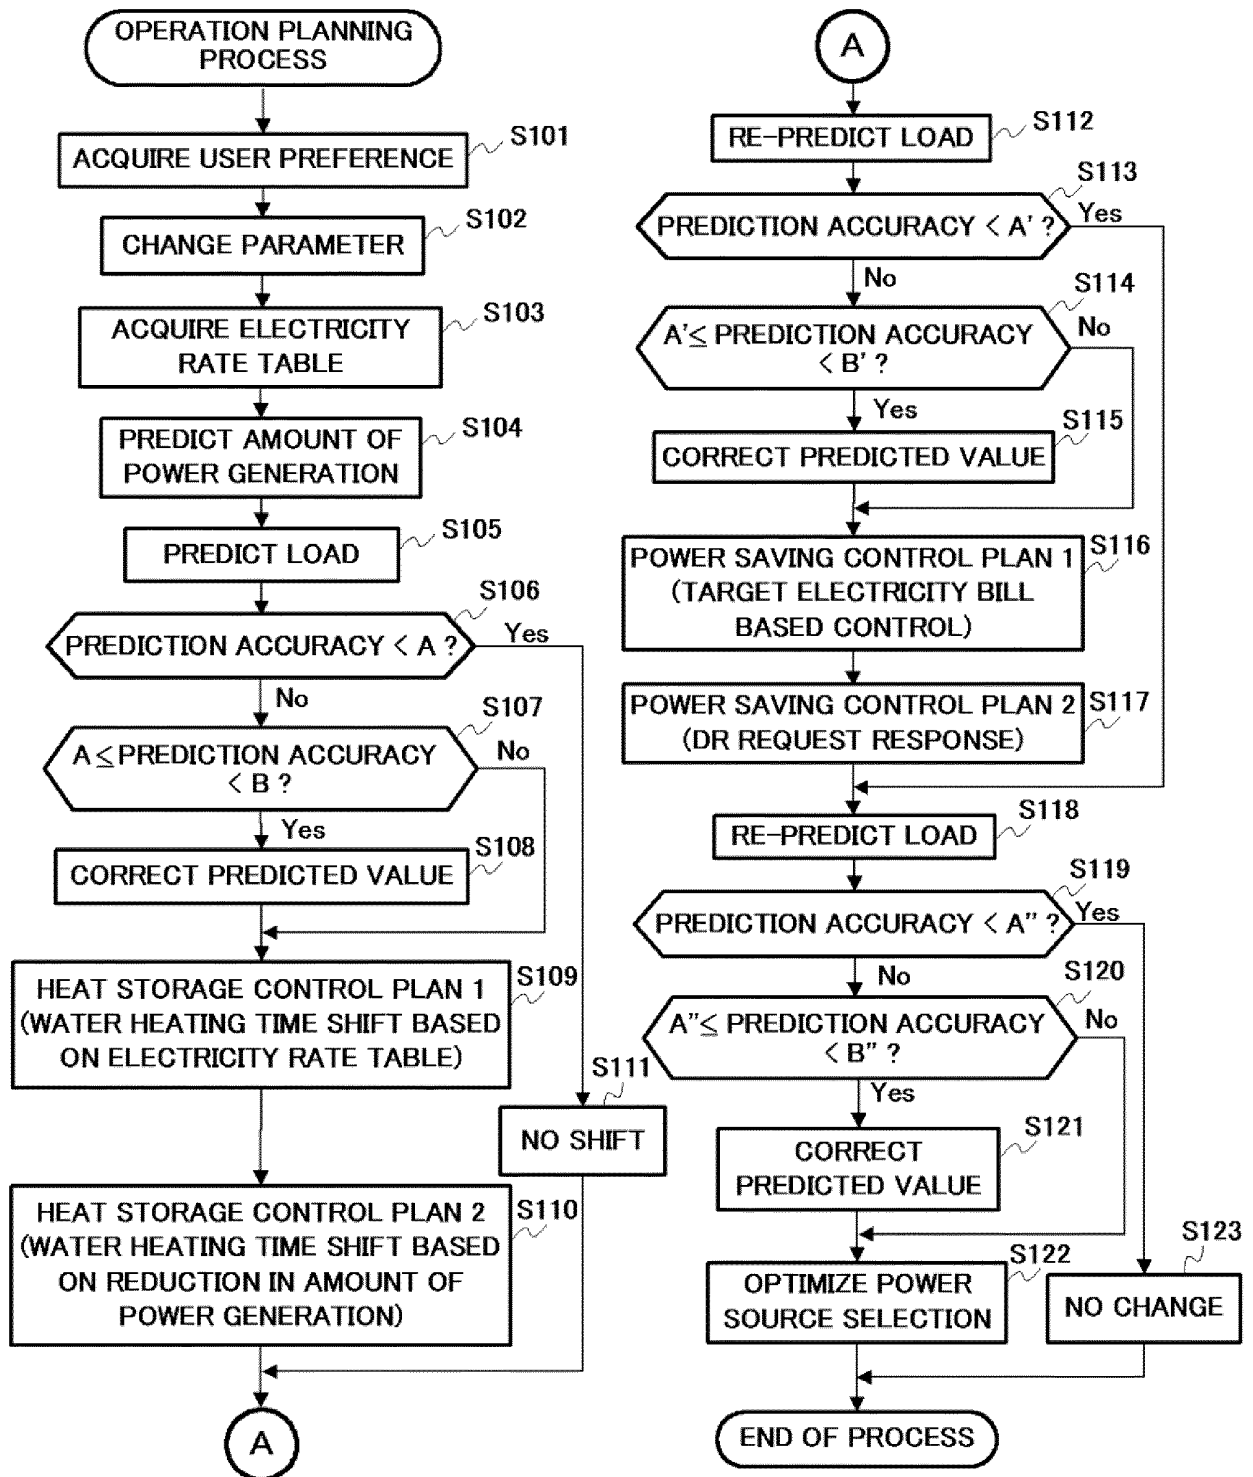 OPERATION PLANNING
PROCESS
S101
ACQUIRE USER PREFERENCE
S102
CHANGE PARAMETER
S103
ACQUIRE ELECTRICITY
RATE TABLE
S104
PREDICT AMOUNT OF
POWER GENERATION
S105
PREDICT LOAD
S106
PREDICTION ACCURACY < A ?
Yes
No
S107
A ≤ PREDICTION ACCURACY
< B ?
No
Yes
S108
CORRECT PREDICTED VALUE
S109
HEAT STORAGE CONTROL PLAN 1
(WATER HEATING TIME SHIFT BASED
ON ELECTRICITY RATE TABLE)
S111
NO SHIFT
S110
HEAT STORAGE CONTROL PLAN 2
(WATER HEATING TIME SHIFT BASED
ON REDUCTION IN AMOUNT OF
POWER GENERATION)
A
A
S112
RE-PREDICT LOAD
S113
PREDICTION ACCURACY < A' ?
Yes
No
S114
A' ≤ PREDICTION ACCURACY
< B' ?
No
Yes
S115
CORRECT PREDICTED VALUE
S116
POWER SAVING CONTROL PLAN 1
(TARGET ELECTRICITY BILL
BASED CONTROL)
S117
POWER SAVING CONTROL PLAN 2
(DR REQUEST RESPONSE)
S118
RE-PREDICT LOAD
S119
PREDICTION ACCURACY < A" ?
Yes
No
S120
A" ≤ PREDICTION ACCURACY
< B" ?
No
Yes
S121
CORRECT
PREDICTED VALUE
S122
OPTIMIZE POWER
SOURCE SELECTION
S123
NO CHANGE
END OF PROCESS